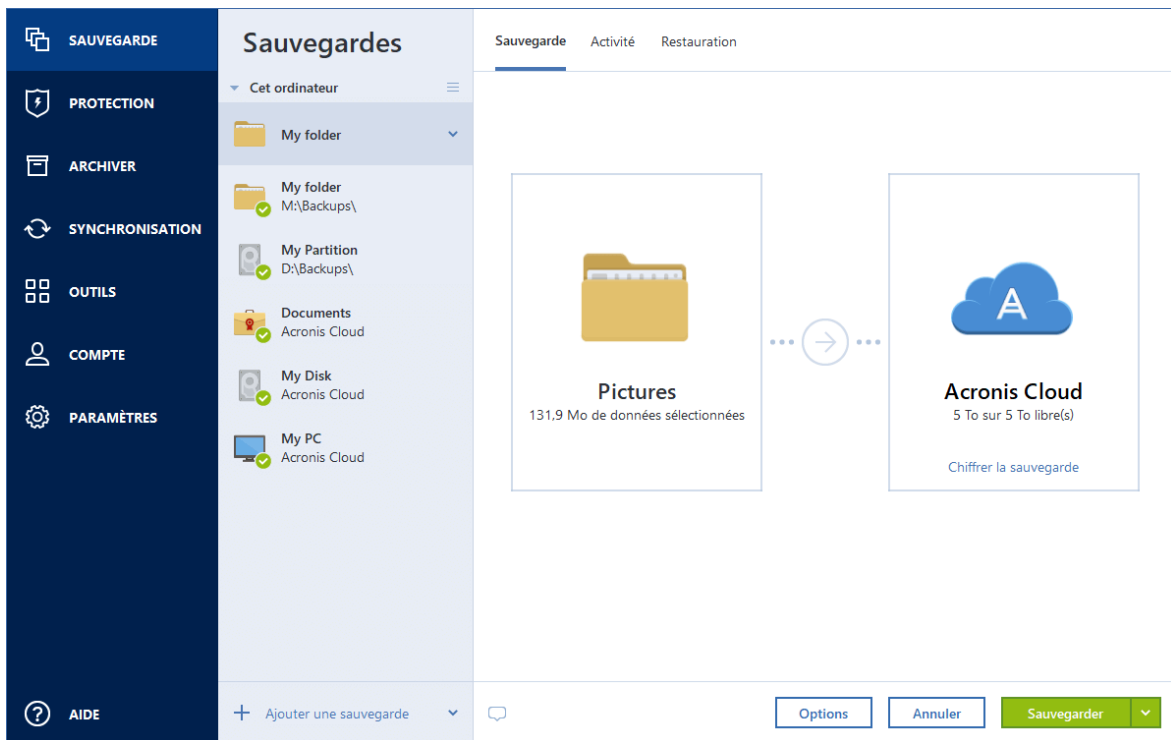 SAUVEGARDE
PROTECTION
ARCHIVER
SYNCHRONISATION
OUTILS
COMPTE
PARAMÈTRES
AIDE
Sauvegardes
Cet ordinateur
My folder
My folder
M:\Backups\
My Partition
D:\Backups\
Documents
Acronis Cloud
My Disk
Acronis Cloud
My PC
Acronis Cloud
Ajouter une sauvegarde
Sauvegarde Activité Restauration
Pictures
131,9 Mo de données sélectionnées
A
Acronis Cloud
5 To sur 5 To libre(s)
Chiffrer la sauvegarde
Options Annuler Sauvegarder